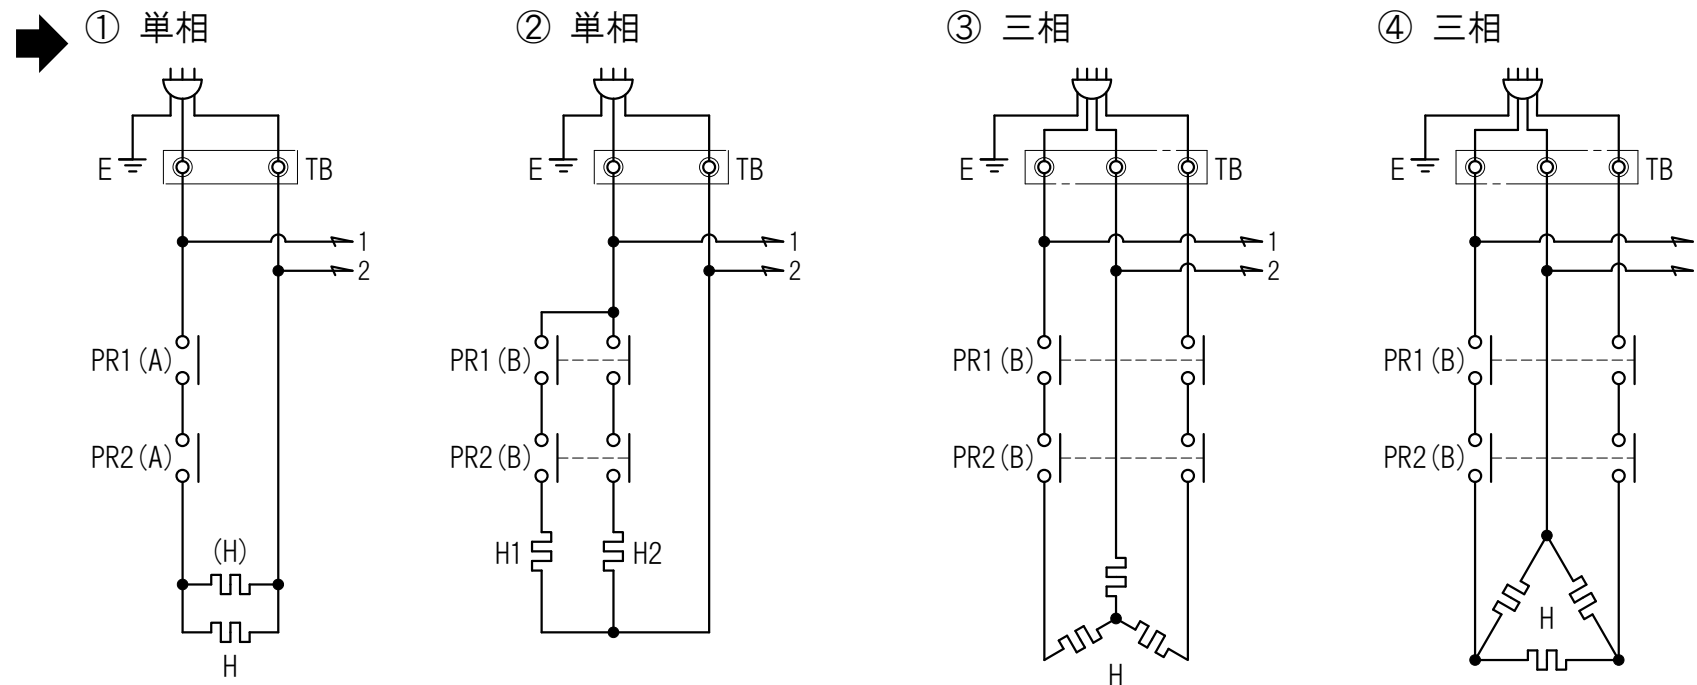 ① 単相
E
TB
1
2
PR1(A)
PR2(A)
(H)
H
② 単相
E
TB
1
2
PR1(B)
PR2(B)
H1
H2
③ 三相
E
TB
1
2
PR1(B)
PR2(B)
H
④ 三相
E
TB
PR1(B)
PR2(B)
H